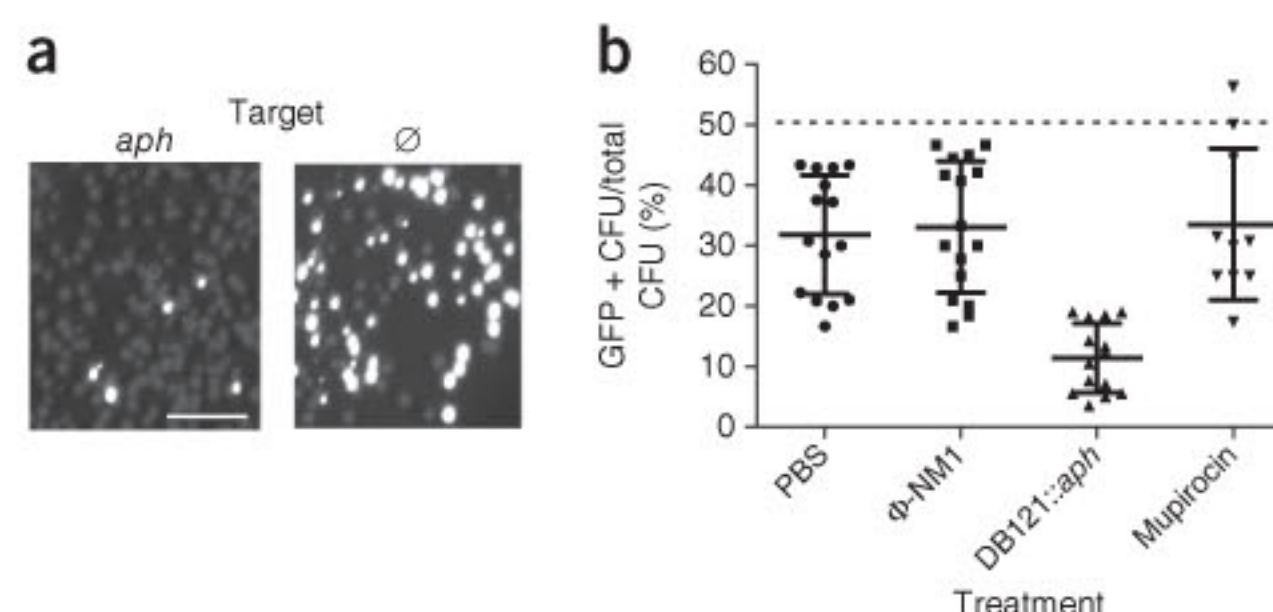 a
Target
aph
Ø
b
GFP + CFU/total
CFU (%)
60
50
40
30
20
10
0
PBS
Φ-NM1
DB121::aph
Mupirocin
Treatment